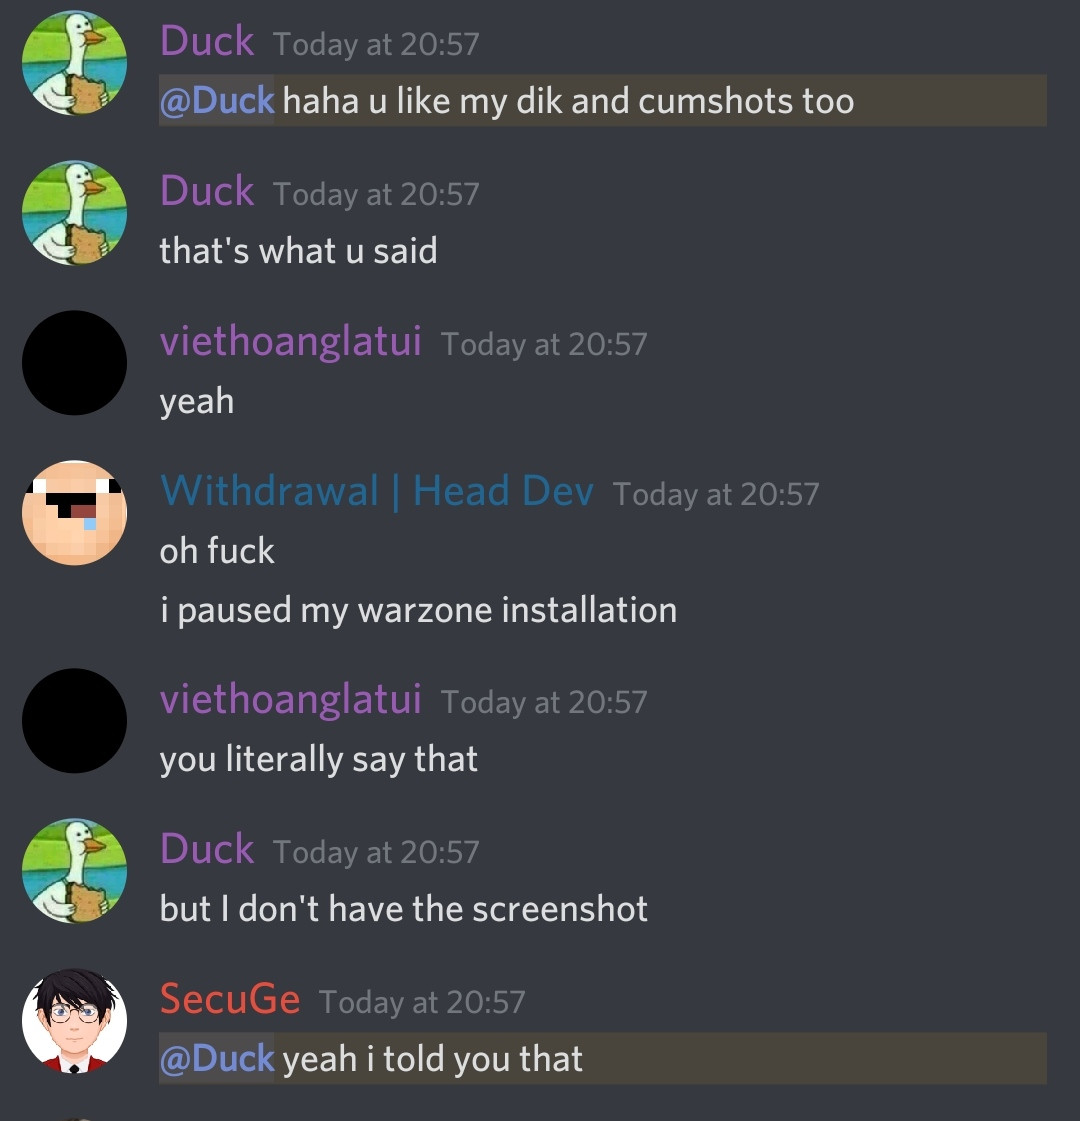 Duck Today at 20:57
@Duck haha u like my dik and cumshots too
Duck Today at 20:57
that's what u said
viethoanglatui Today at 20:57
yeah
Withdrawal | Head Dev Today at 20:57
oh fuck
i paused my warzone installation
viethoanglatui Today at 20:57
you literally say that
Duck Today at 20:57
but I don't have the screenshot
SecuGe Today at 20:57
@Duck yeah i told you that